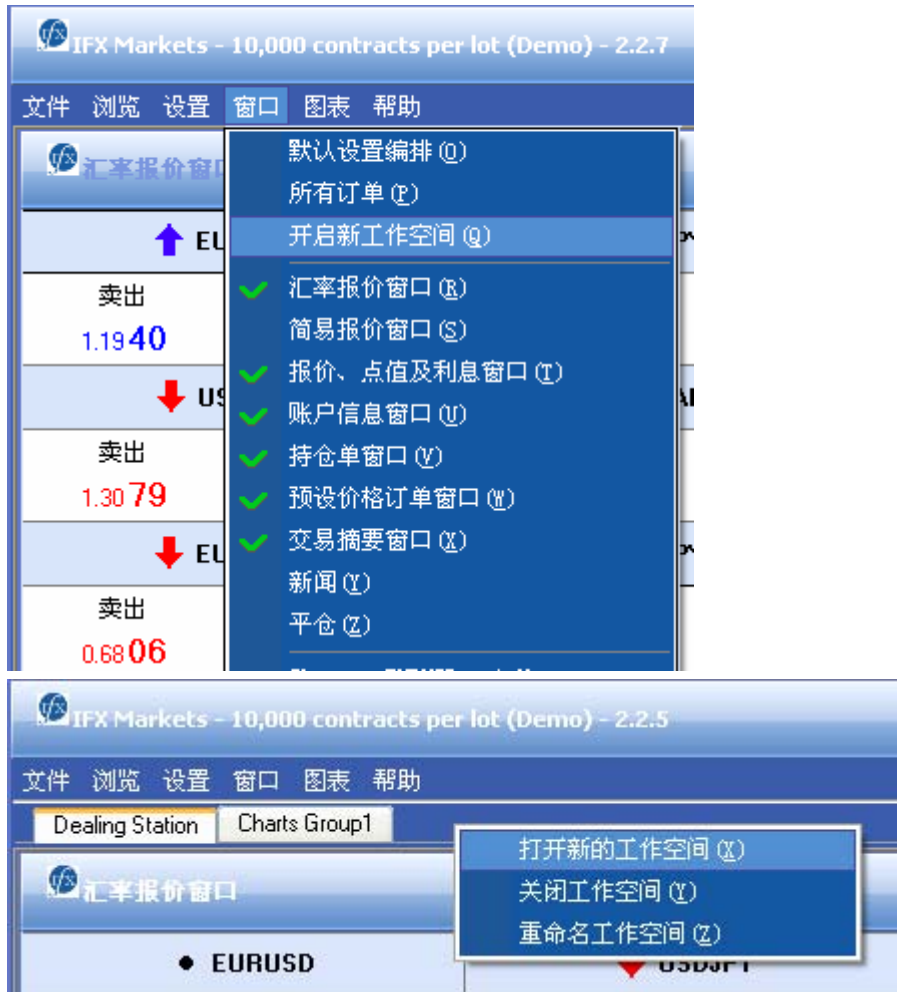 IFX Markets - 10,000 contracts per lot (Demo) - 2.2.7
文件 浏览 设置 窗口 图表 帮助
汇率报价窗口
默认设置编排(O)
所有订单(P)
开启新工作空间(Q)
EU
卖出
1.1940
汇率报价窗口(R)
简易报价窗口(S)
报价、点值及利息窗口(T)
US
账户信息窗口(U)
卖出
1.3079
持仓单窗口(V)
预设价格订单窗口(W)
EU
交易摘要窗口(X)
新闻(Y)
卖出
0.6806
平仓(Z)
IFX Markets - 10,000 contracts per lot (Demo) - 2.2.5
文件 浏览 设置 窗口 图表 帮助
Dealing Station Charts Group1
打开新的工作空间(X)
关闭工作空间(Y)
重命名工作空间(Z)
汇率报价窗口
EURUSD USDJPY